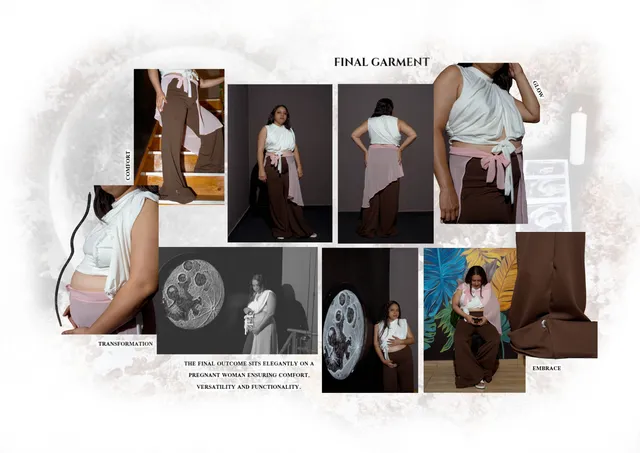 FINAL GARMENT
GLOW
COMFORT
TRANSFORMATION
THE FINAL OUTCOME SITS ELEGANTLY ON A
PREGNANT WOMAN ENSURING COMFORT,
VERSATILITY AND FUNCTIONALITY.
EMBRACE